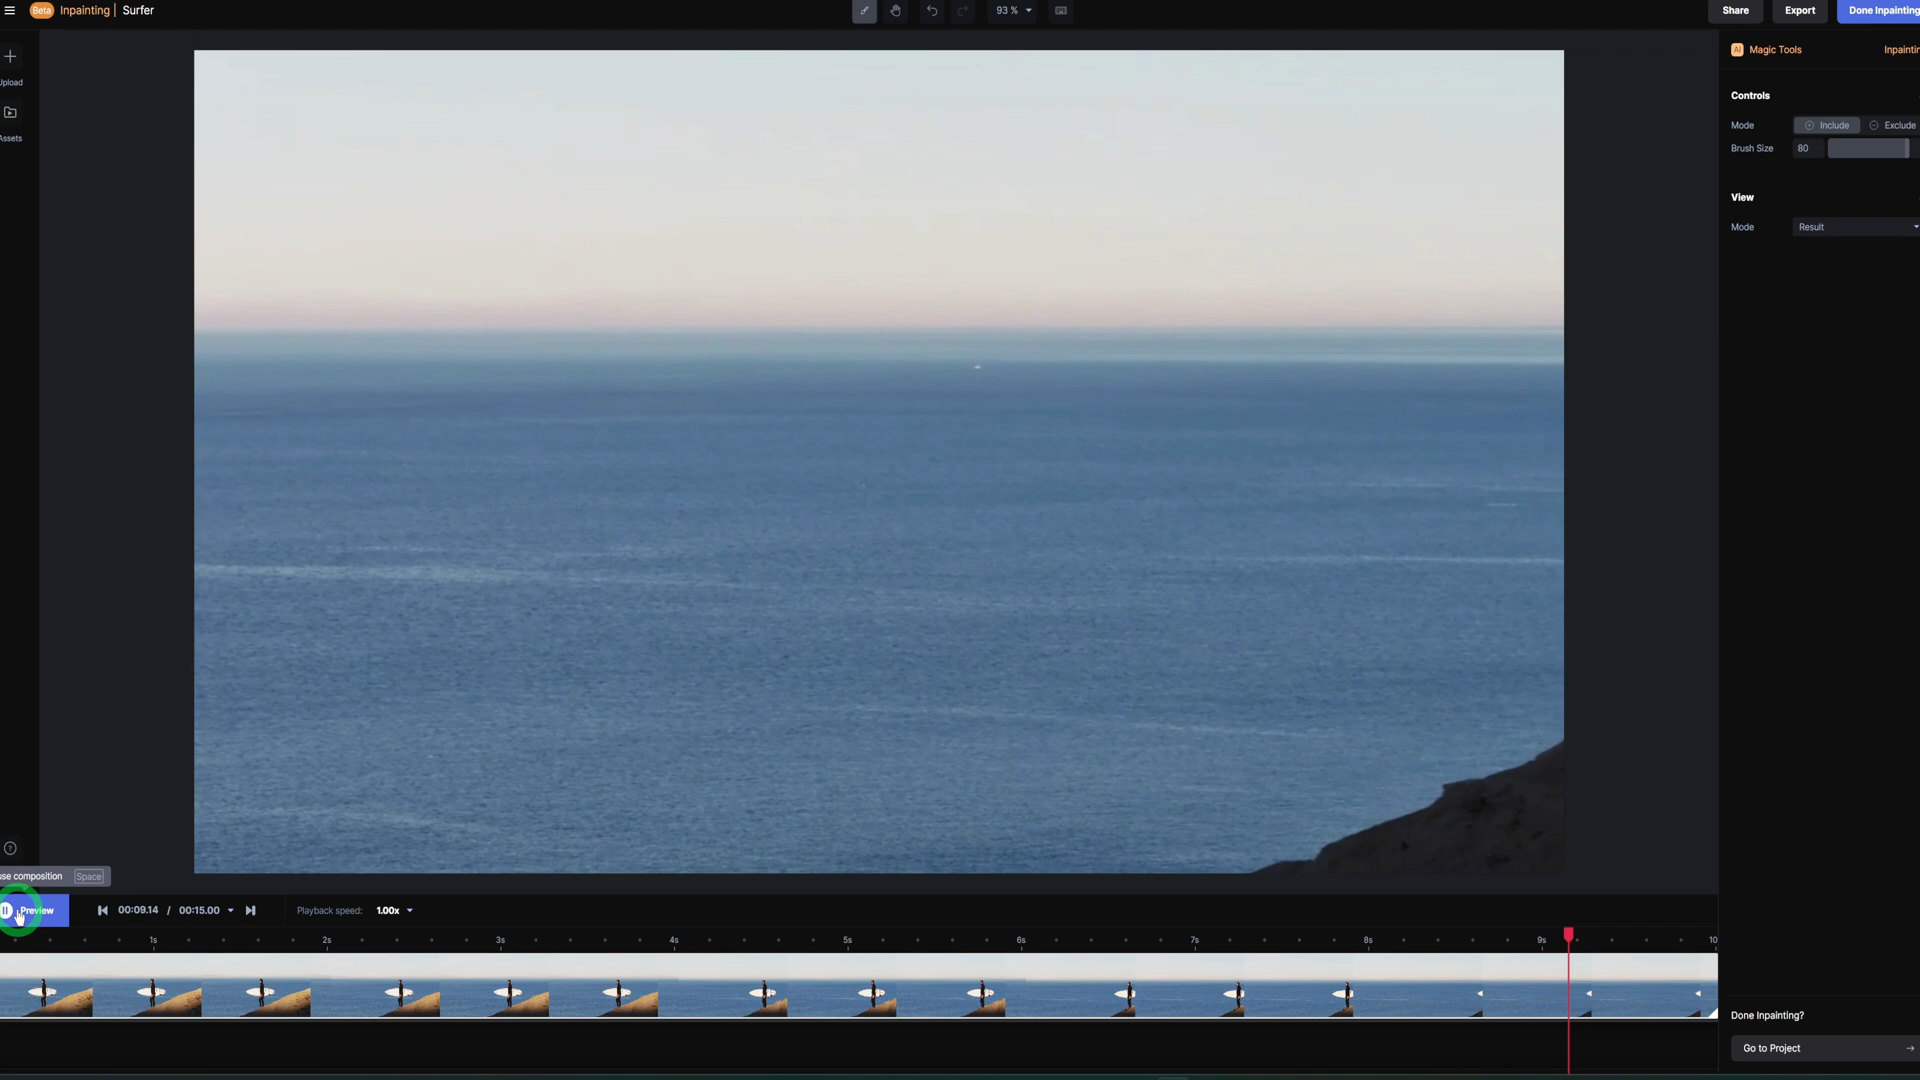 Beta Inpainting | Surfer
93 %
Share Export Done Inpainting
Upload
Assets
AI Magic Tools
Controls
Mode Include Exclude
Brush Size 80
View
Mode Result
composition Space
Preview
00:09.14 / 00:15.00
Playback speed: 1.00x
1s 2s 3s 4s 5s 6s 7s 8s 9s 10
Done Inpainting?
Go to Project →